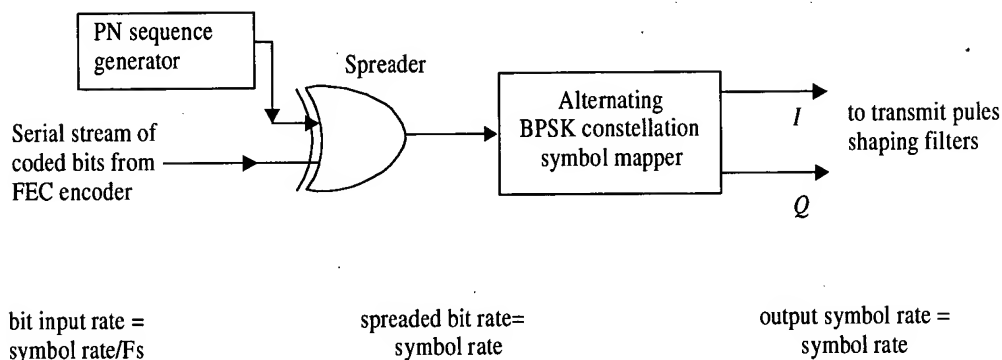 PN sequence
generator
Spreader
Serial stream of
coded bits from
FEC encoder
Alternating
BPSK constellation
symbol mapper
I
Q
to transmit pules
shaping filters
bit input rate =
symbol rate/Fs
spreaded bit rate=
symbol rate
output symbol rate =
symbol rate